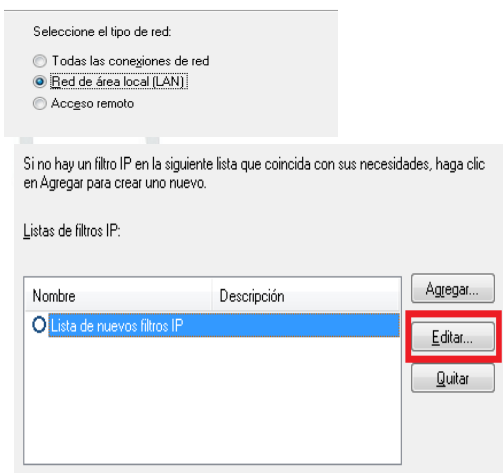 Seleccione el tipo de red:
Todas las conexiones de red
Red de área local (LAN)
Acceso remoto
Si no hay un filtro IP en la siguiente lista que coincida con sus necesidades, haga clic
en Agregar para crear uno nuevo.
Listas de filtros IP:
Nombre Descripción
Lista de nuevos filtros IP
Agregar...
Editar...
Quitar